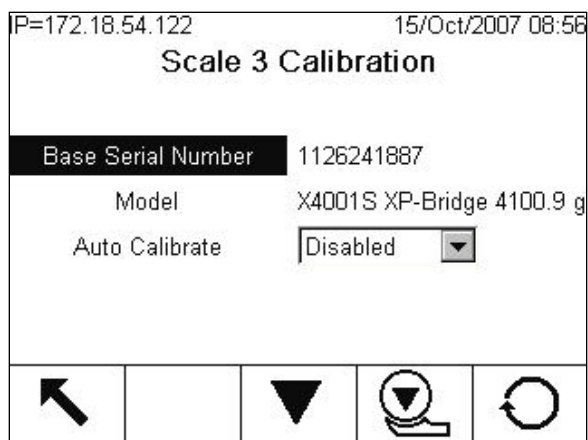 IP=172.18.54.122 15/Oct/2007 08:56
Scale 3 Calibration
Base Serial Number 1126241887
Model X4001S XP-Bridge 4100.9 g
Auto Calibrate Disabled